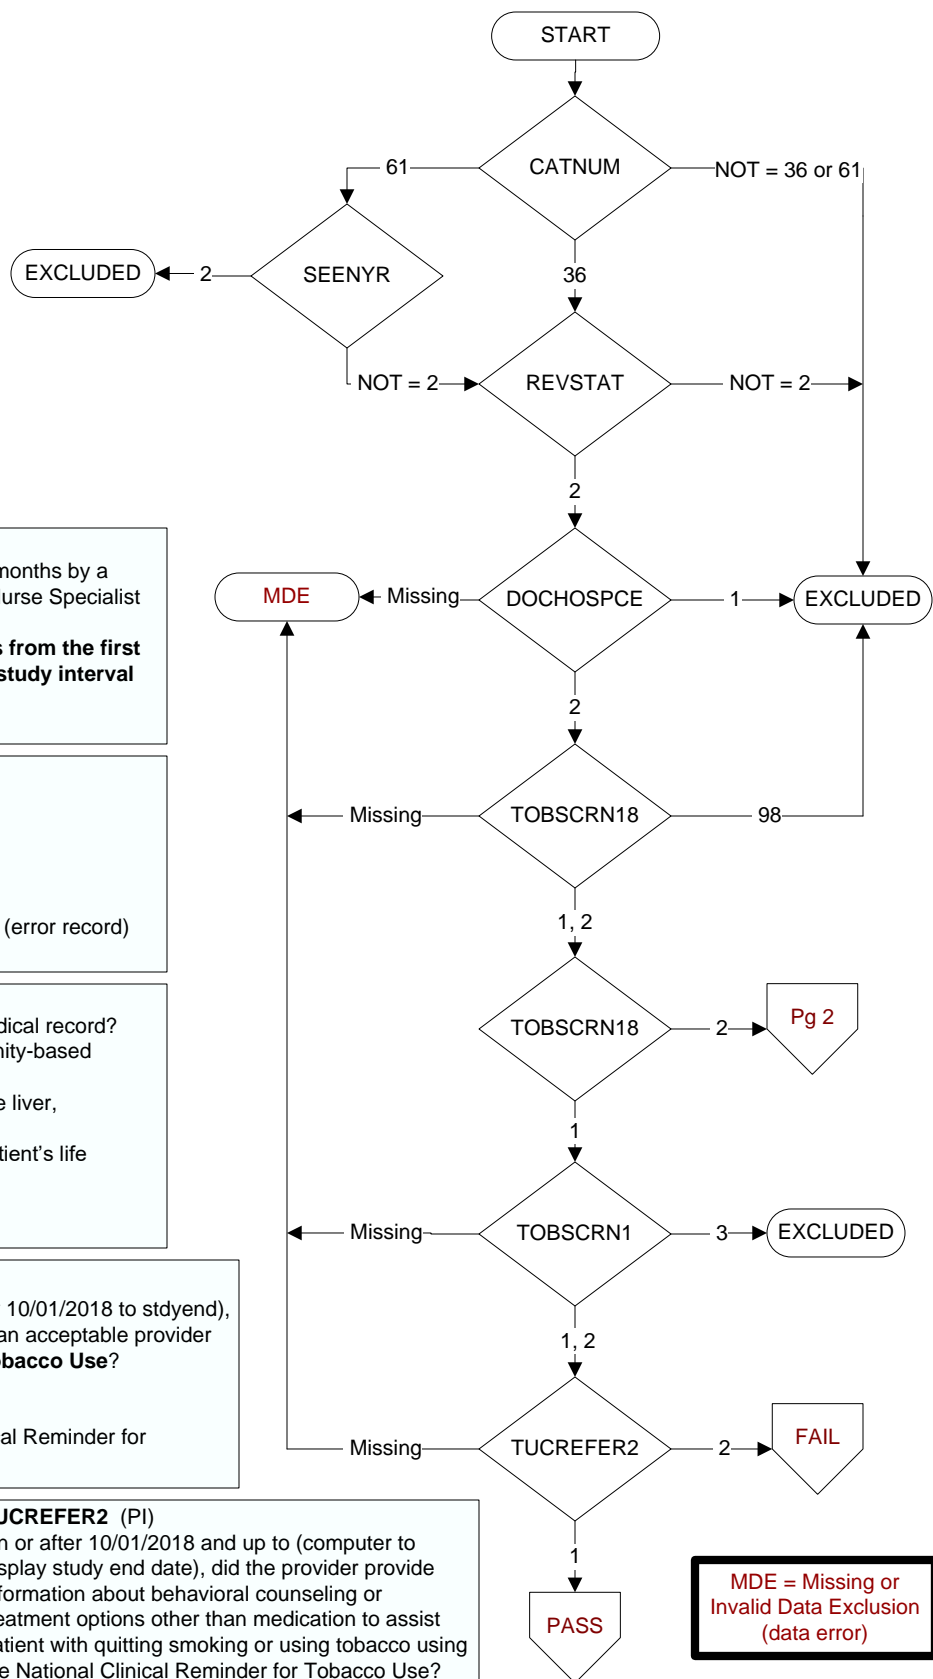 START
CATNUM
61
NOT = 36 or 61
36
SEENYR
EXCLUDED
2
NOT = 2
REVSTAT
NOT = 2
2
months by a
Nurse Specialist
from the first
study interval
MDE
Missing
DOCHOSPCE
1
EXCLUDED
2
Missing
TOBSCRN18
98
(error record)
1, 2
TOBSCRN18
2
Pg 2
dical record?
nity-based
e liver,
tient's life
1
Missing
TOBSCRN1
3
EXCLUDED
1, 2
10/01/2018 to stdyend),
an acceptable provider
bacco Use?
al Reminder for
Missing
TUCREFER2
2
FAIL
1
PASS
UCREFER2 (PI)
n or after 10/01/2018 and up to (computer to
splay study end date), did the provider provide
formation about behavioral counseling or
eatment options other than medication to assist
atient with quitting smoking or using tobacco using
e National Clinical Reminder for Tobacco Use?
MDE = Missing or
Invalid Data Exclusion
(data error)